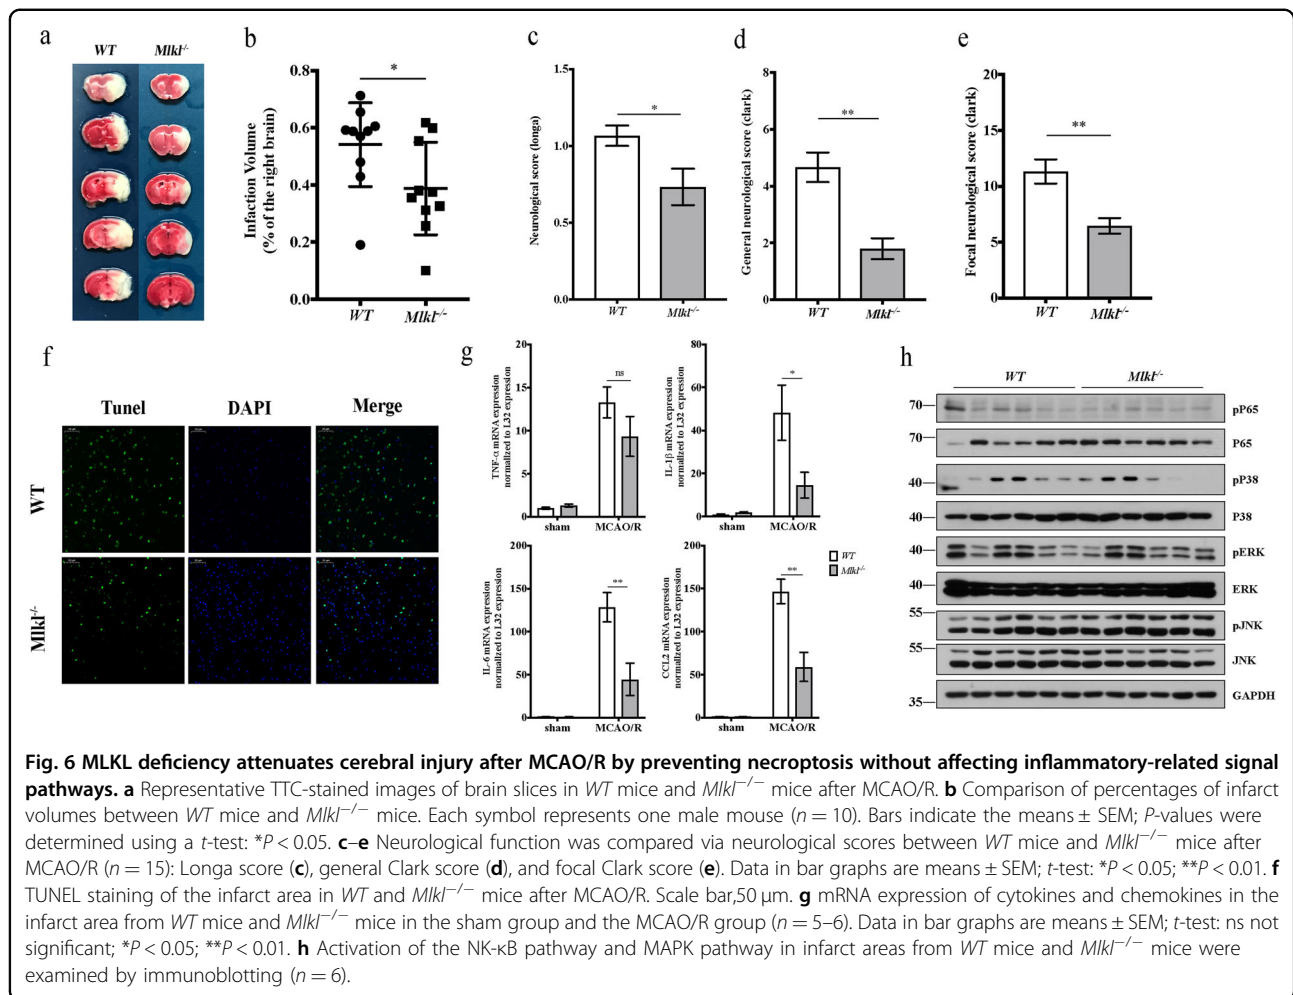 a
WT Mlkl-/-
b
Infaction Volume
(% of the right brain)
0.8
0.6
0.4
0.2
0.0
*
WT Mlkl-/-
c
Neurological score (longa)
1.5
1.0
0.5
0.0
*
WT Mlkl-/-
d
General neurological score (clark)
8
6
4
2
0
**
WT Mlkl-/-
e
Focal neurological score (clark)
20
15
10
5
0
**
WT Mlkl-/-
f
Tunel DAPI Merge
WT
Mlkl-/-
g
TNF-α mRNA expression
normalized to L32 expression
20
15
10
5
0
ns
sham MCAO/R
IL-1β mRNA expression
normalized to L32 expression
80
60
40
20
0
*
sham MCAO/R
IL-6 mRNA expression
normalized to L32 expression
200
150
100
50
0
**
sham MCAO/R
CCL2 mRNA expression
normalized to L32 expression
200
150
100
50
0
**
sham MCAO/R
WT
Mlkl-/-
h
WT Mlkl-/-
70 pP65
70 P65
40 pP38
40 P38
40 pERK
40 ERK
55 pJNK
55 JNK
35 GAPDH
Fig. 6 MLKL deficiency attenuates cerebral injury after MCAO/R by preventing necroptosis without affecting inflammatory-related signal
pathways. a Representative TTC-stained images of brain slices in WT mice and Mlkl−/− mice after MCAO/R. b Comparison of percentages of infarct
volumes between WT mice and Mlkl−/− mice. Each symbol represents one male mouse (n = 10). Bars indicate the means ± SEM; P-values were
determined using a t-test: *P < 0.05. c–e Neurological function was compared via neurological scores between WT mice and Mlkl−/− mice after
MCAO/R (n = 15): Longa score (c), general Clark score (d), and focal Clark score (e). Data in bar graphs are means ± SEM; t-test: *P < 0.05; **P < 0.01. f
TUNEL staining of the infarct area in WT and Mlkl−/− mice after MCAO/R. Scale bar,50 µm. g mRNA expression of cytokines and chemokines in the
infarct area from WT mice and Mlkl−/− mice in the sham group and the MCAO/R group (n = 5–6). Data in bar graphs are means ± SEM; t-test: ns not
significant; *P < 0.05; **P < 0.01. h Activation of the NK-κB pathway and MAPK pathway in infarct areas from WT mice and Mlkl−/− mice were
examined by immunoblotting (n = 6).